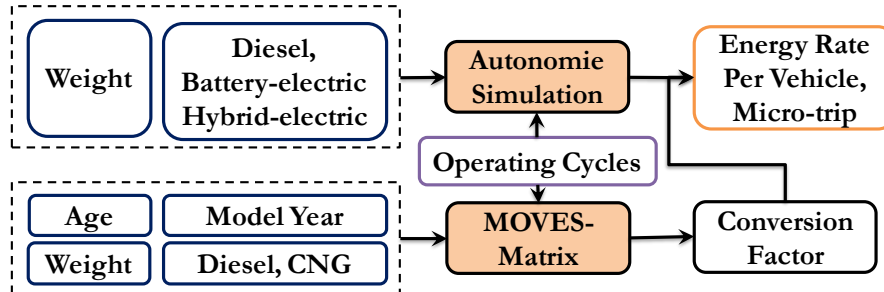 Weight
Diesel,
Battery-electric
Hybrid-electric
Autonomie
Simulation
Energy Rate
Per Vehicle,
Micro-trip
Operating Cycles
Age
Model Year
Weight
Diesel, CNG
MOVES-
Matrix
Conversion
Factor